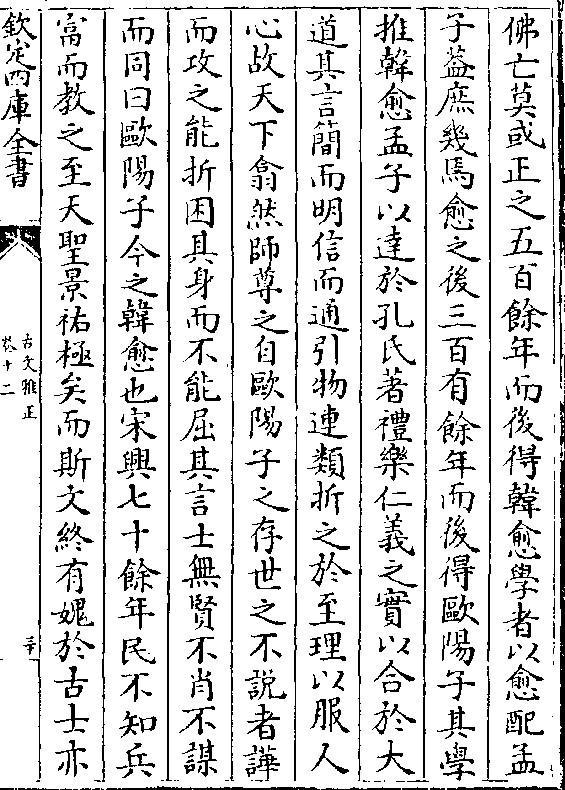 佛亡莫或正之五百餘年而後得韓愈學者以愈配孟
子葢庶幾焉愈之後三百有餘年而後得歐陽子其學
推韓愈孟子以達於孔氏著禮樂仁義之實以合於大
道其言簡而明信而通引物連類折之於至理以服人
心故天下翕然師尊之自歐陽子之存世之不説者譁
而攻之能折困其身而不能屈其言士無賢不肖不謀
而同曰歐陽子今之韓愈也宋興七十餘年民不知兵
富而教之至天聖景祐極矣而斯文終有媿於古士亦
欽定四庫全書
古文雅正
卷十二
三十